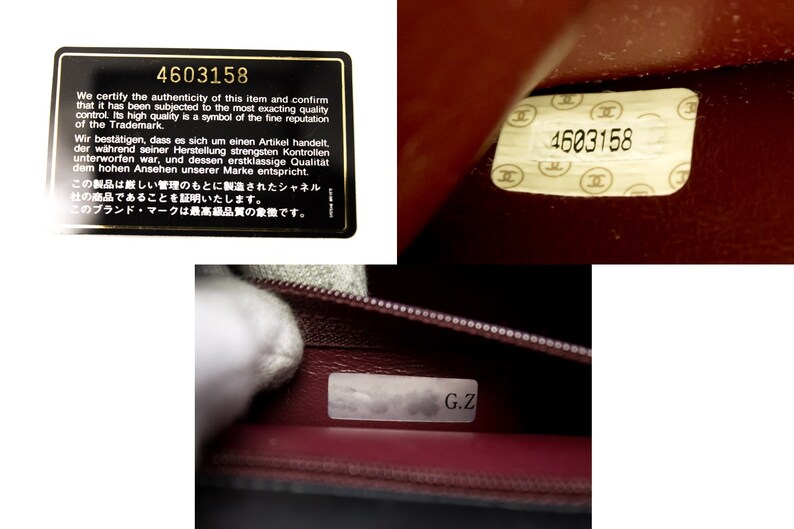 4603158
We certify the authenticity of this item and confirm
that it has been subjected to the most exacting quality
control. Its high quality is a symbol of the fine reputation
of the Trademark.
Wir bestätigen, dass es sich um einen Artikel handelt,
der während seiner Herstellung strengsten Kontrollen
unterworfen war, und dessen erstklassige Qualität
dem hohen Ansehen unserer Marke entspricht.
この製品は厳しい管理のもとに製造されたシャネル
社の商品であることを証明いたします。
このブランド・マークは最高級品質の象徴です。
4603158
G.Z